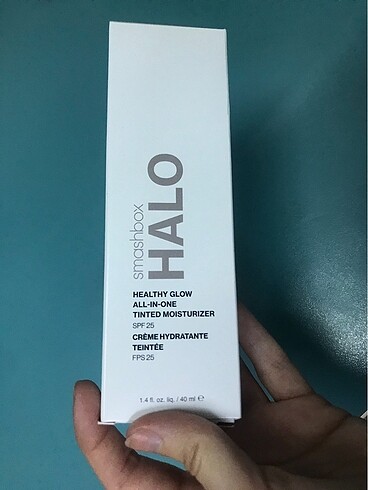 smashbox
HALO
HEALTHY GLOW
ALL-IN-ONE
TINTED MOISTURIZER
SPF 25
CRÈME HYDRATANTE
TEINTÉE
FPS 25
1.4 fl. oz. liq. / 40 ml ℮